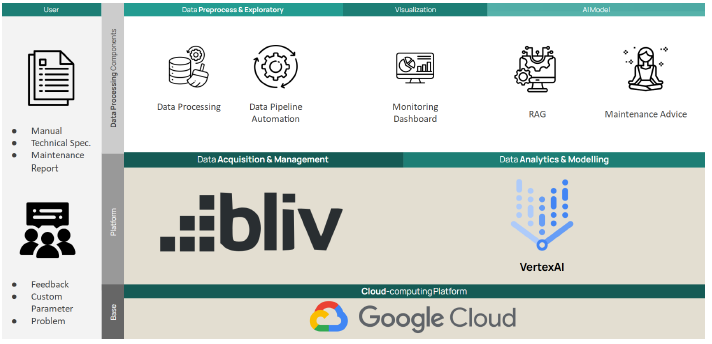 User
Data Preprocess & Exploratory
Visualization
AI Model
Data Processing Components
Data Processing
Data Pipeline
Automation
Monitoring
Dashboard
RAG
Maintenance Advice
● Manual
● Technical Spec.
● Maintenance
Report
Data Acquisition & Management
Data Analytics & Modelling
Platform
bliv
VertexAI
● Feedback
● Custom
Parameter
● Problem
Base
Cloud-computing Platform
Google Cloud